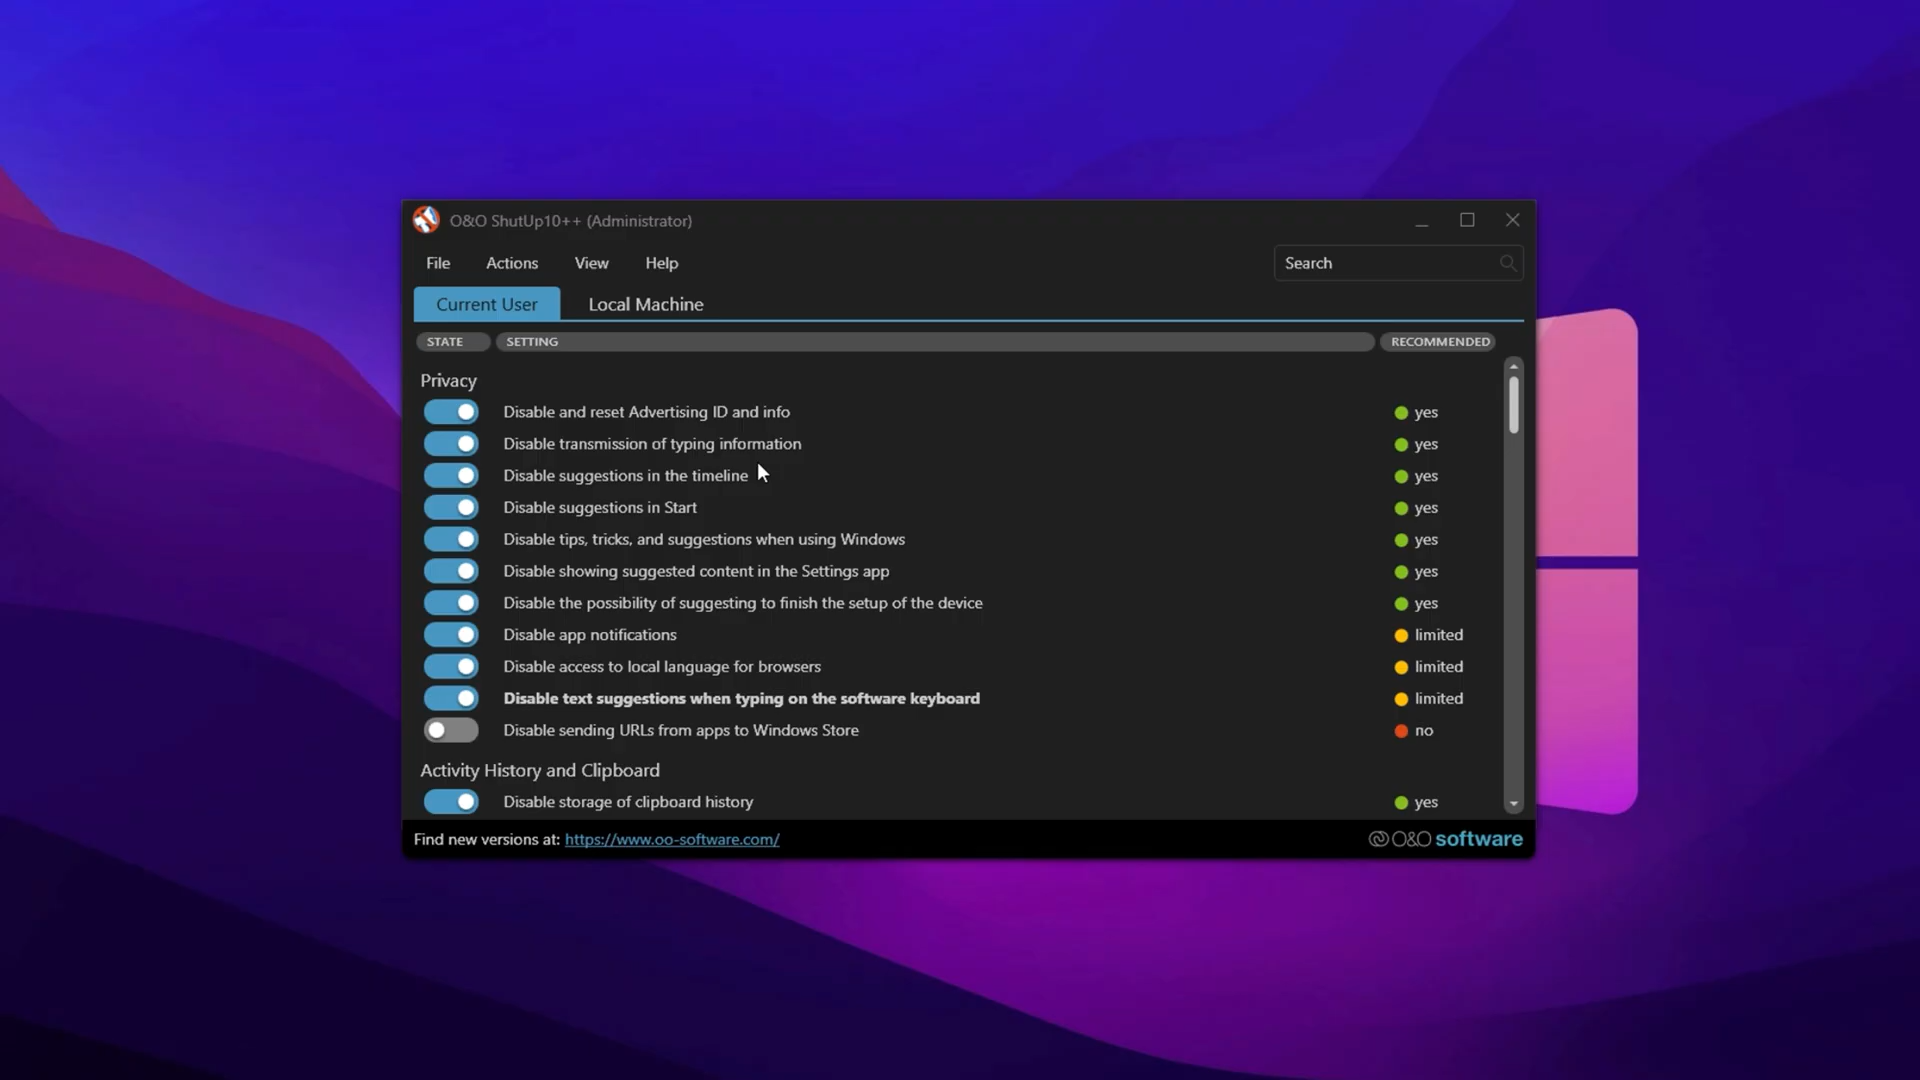 O&O ShutUp10++ (Administrator)
File Actions View Help Search
Current User Local Machine
STATE SETTING RECOMMENDED
Privacy
Disable and reset Advertising ID and info yes
Disable transmission of typing information yes
Disable suggestions in the timeline yes
Disable suggestions in Start yes
Disable tips, tricks, and suggestions when using Windows yes
Disable showing suggested content in the Settings app yes
Disable the possibility of suggesting to finish the setup of the device yes
Disable app notifications limited
Disable access to local language for browsers limited
Disable text suggestions when typing on the software keyboard limited
Disable sending URLs from apps to Windows Store no
Activity History and Clipboard
Disable storage of clipboard history yes
Find new versions at: https://www.oo-software.com/ O&O software